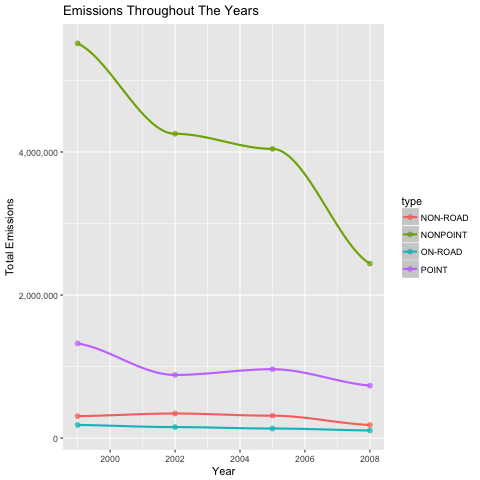 Emissions Throughout The Years
Total Emissions
4,000,000
2,000,000
0
2000 2002 2004 2006 2008
Year
type
NON-ROAD
NONPOINT
ON-ROAD
POINT